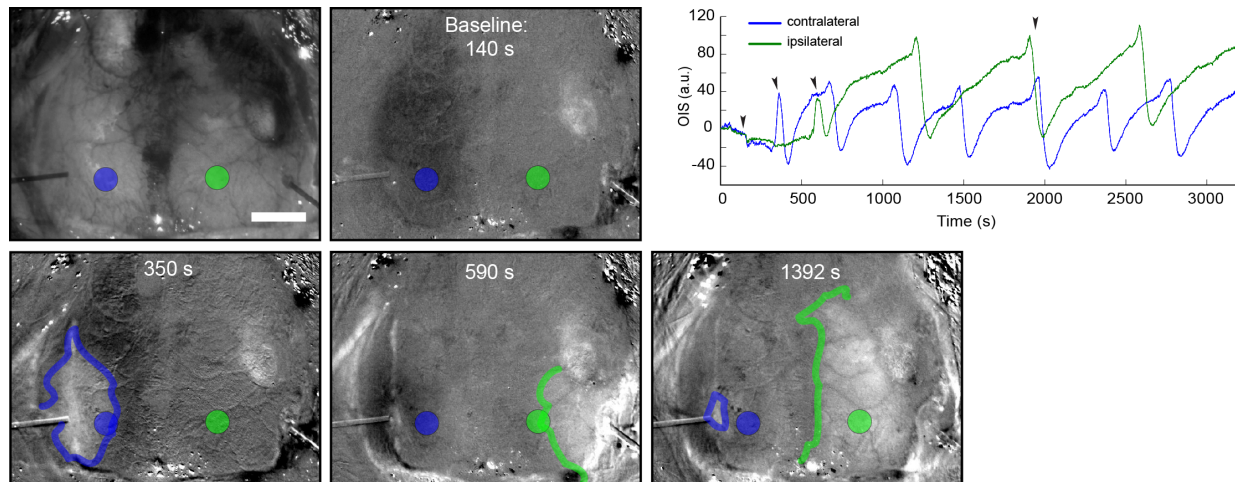 Baseline:
140 s
contralateral
ipsilateral
OIS (a.u.)
120
80
40
0
-40
0
500
1000
1500
2000
2500
3000
Time (s)
350 s
590 s
1392 s